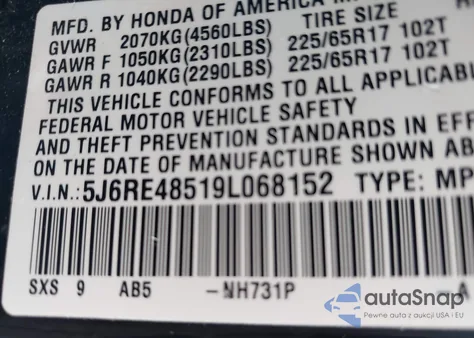 MFD. BY HONDA OF AMERICA
GVWR 2070KG(4560LBS) TIRE SIZE
GAWR F 1050KG(2310LBS) 225/65R17 102T
GAWR R 1040KG(2290LBS) 225/65R17 102T
THIS VEHICLE CONFORMS TO ALL APPLICABL
FEDERAL MOTOR VEHICLE SAFETY
AND THEFT PREVENTION STANDARDS IN EFF
ON THE DATE OF MANUFACTURE SHOWN AB
V.I.N.:5J6RE48519L068152 TYPE: MP
SXS 9 AB5 -NH731P -A
autoSnap
Pewne auta z aukcji USA i EU